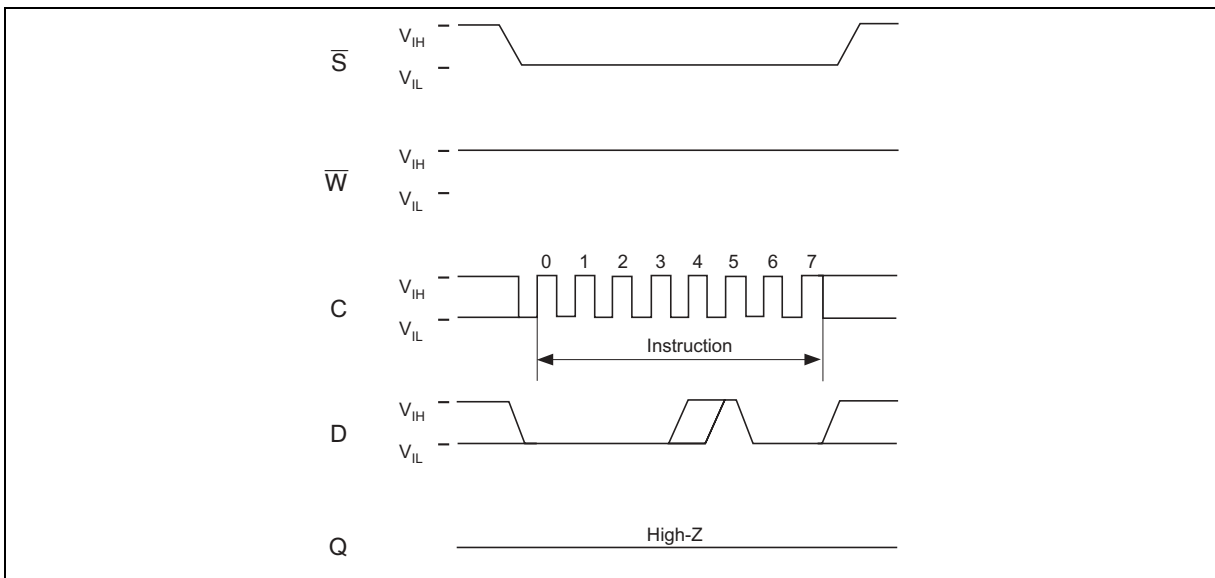 V_IH
S̅
V_IL
V_IH
W̅
V_IL
0 1 2 3 4 5 6 7
V_IH
C
V_IL
Instruction
V_IH
D
V_IL
High-Z
Q